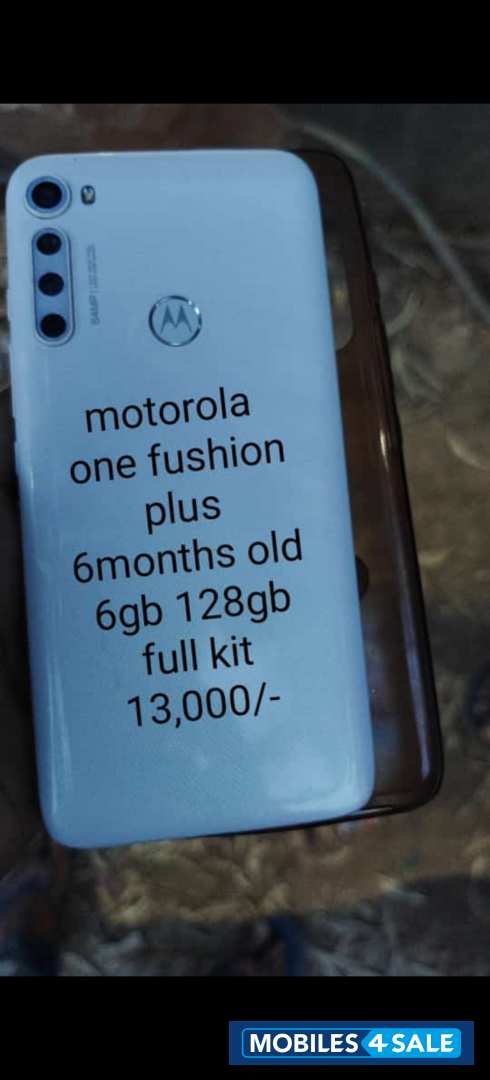 motorola
one fushion
plus
6months old
6gb 128gb
full kit
13,000/-
MOBILES 4 SALE